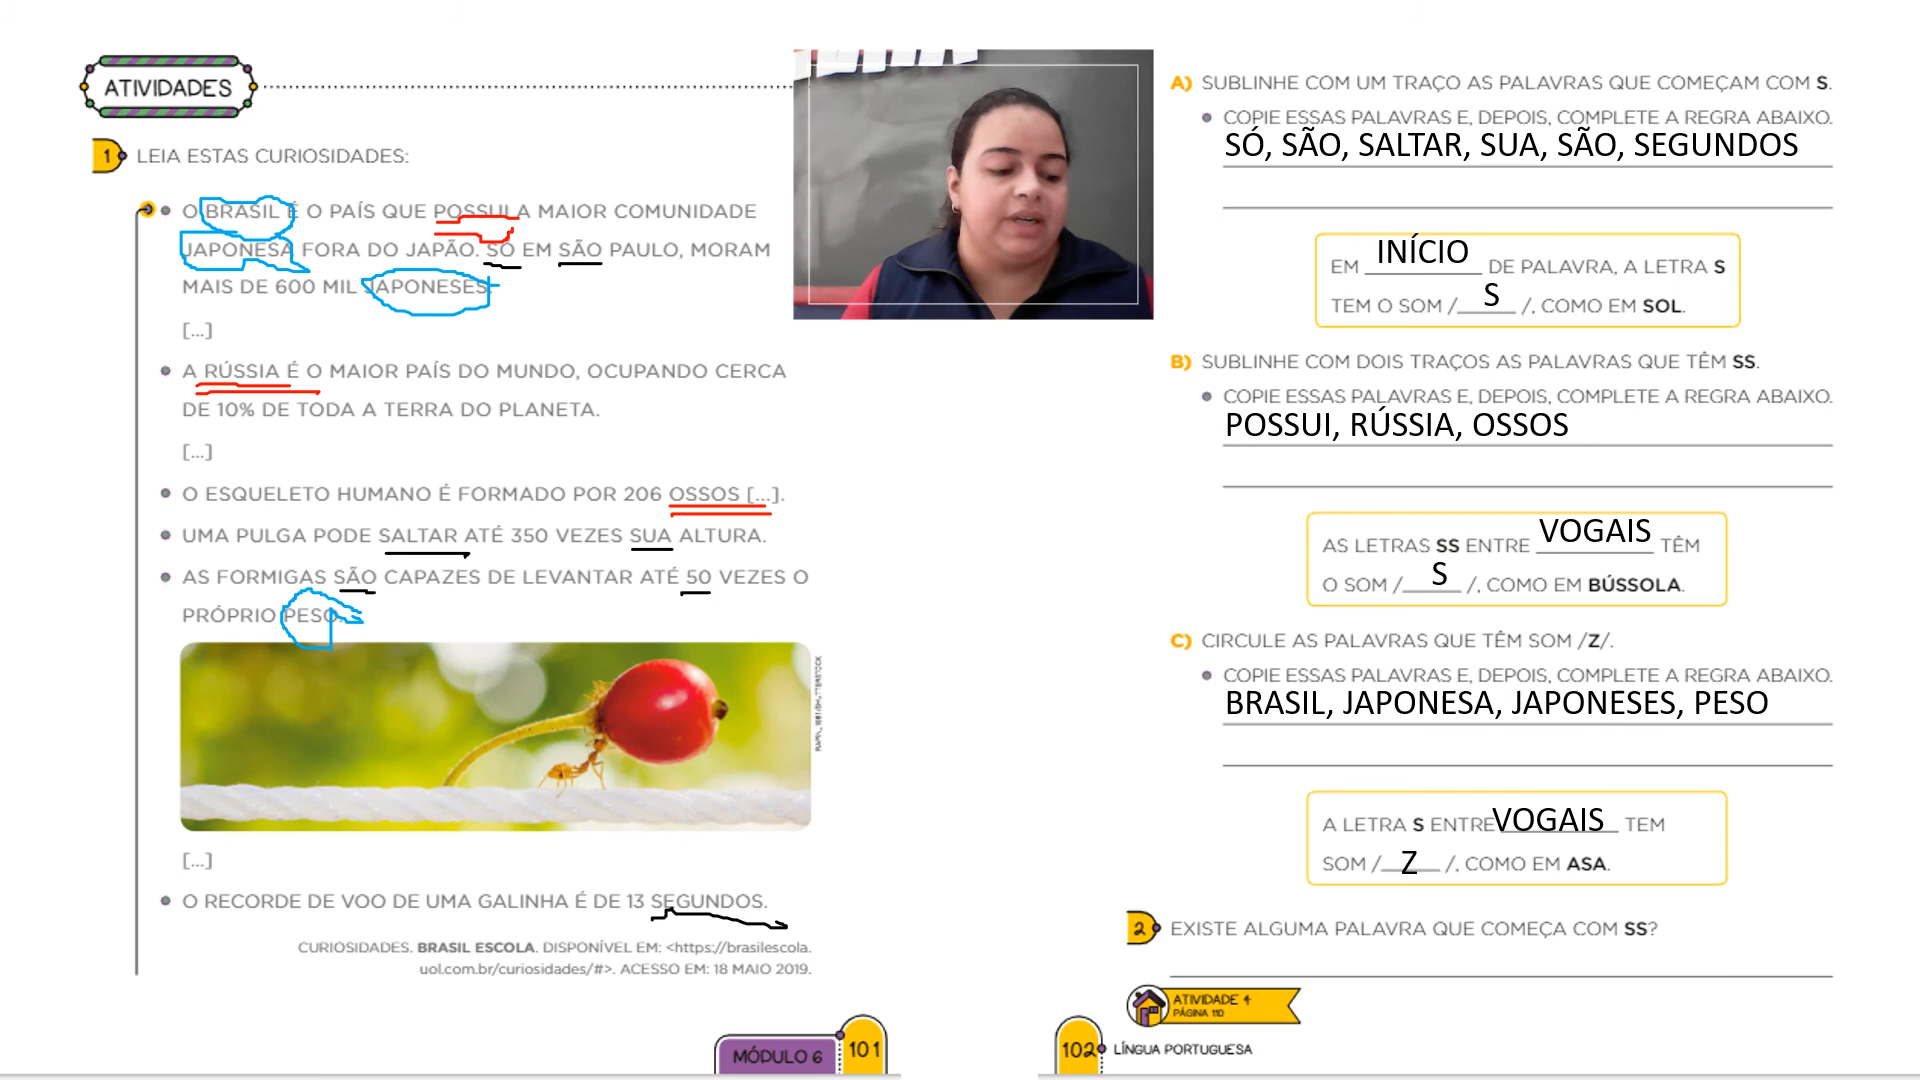 ATIVIDADES
1 LEIA ESTAS CURIOSIDADES:
O BRASIL É O PAÍS QUE POSSUI A MAIOR COMUNIDADE
JAPONESA FORA DO JAPÃO. SÓ EM SÃO PAULO, MORAM
MAIS DE 600 MIL JAPONESES.
[...]
A RÚSSIA É O MAIOR PAÍS DO MUNDO, OCUPANDO CERCA
DE 10% DE TODA A TERRA DO PLANETA.
[...]
O ESQUELETO HUMANO É FORMADO POR 206 OSSOS [...].
UMA PULGA PODE SALTAR ATÉ 350 VEZES SUA ALTURA.
AS FORMIGAS SÃO CAPAZES DE LEVANTAR ATÉ 50 VEZES O
PRÓPRIO PESO.
[...]
O RECORDE DE VOO DE UMA GALINHA É DE 13 SEGUNDOS.
CURIOSIDADES. BRASIL ESCOLA. DISPONÍVEL EM: <https://brasilescola.
uol.com.br/curiosidades/#>. ACESSO EM: 18 MAIO 2019.
MÓDULO 6 101
A) SUBLINHE COM UM TRAÇO AS PALAVRAS QUE COMEÇAM COM S.
COPIE ESSAS PALAVRAS E, DEPOIS, COMPLETE A REGRA ABAIXO.
SÓ, SÃO, SALTAR, SUA, SÃO, SEGUNDOS
EM INÍCIO DE PALAVRA, A LETRA S
TEM O SOM /S/, COMO EM SOL.
B) SUBLINHE COM DOIS TRAÇOS AS PALAVRAS QUE TÊM SS.
COPIE ESSAS PALAVRAS E, DEPOIS, COMPLETE A REGRA ABAIXO.
POSSUI, RÚSSIA, OSSOS
AS LETRAS SS ENTRE VOGAIS TÊM
O SOM /S/, COMO EM BÚSSOLA.
C) CIRCULE AS PALAVRAS QUE TÊM SOM /Z/.
COPIE ESSAS PALAVRAS E, DEPOIS, COMPLETE A REGRA ABAIXO.
BRASIL, JAPONESA, JAPONESES, PESO
A LETRA S ENTRE VOGAIS TEM
SOM /Z/, COMO EM ASA.
2 EXISTE ALGUMA PALAVRA QUE COMEÇA COM SS?
ATIVIDADE 4
PÁGINA 110
102 LÍNGUA PORTUGUESA